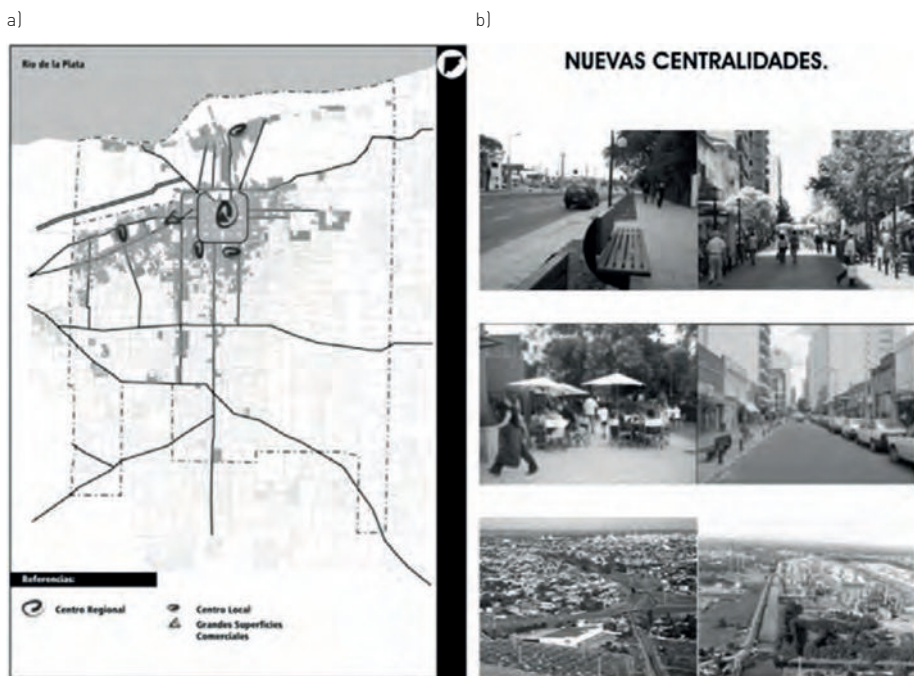 a)
b)
Río de la Plata
NUEVAS CENTRALIDADES.
Referencias:
Centro Regional
Centro Local
Grandes Superficies
Comerciales